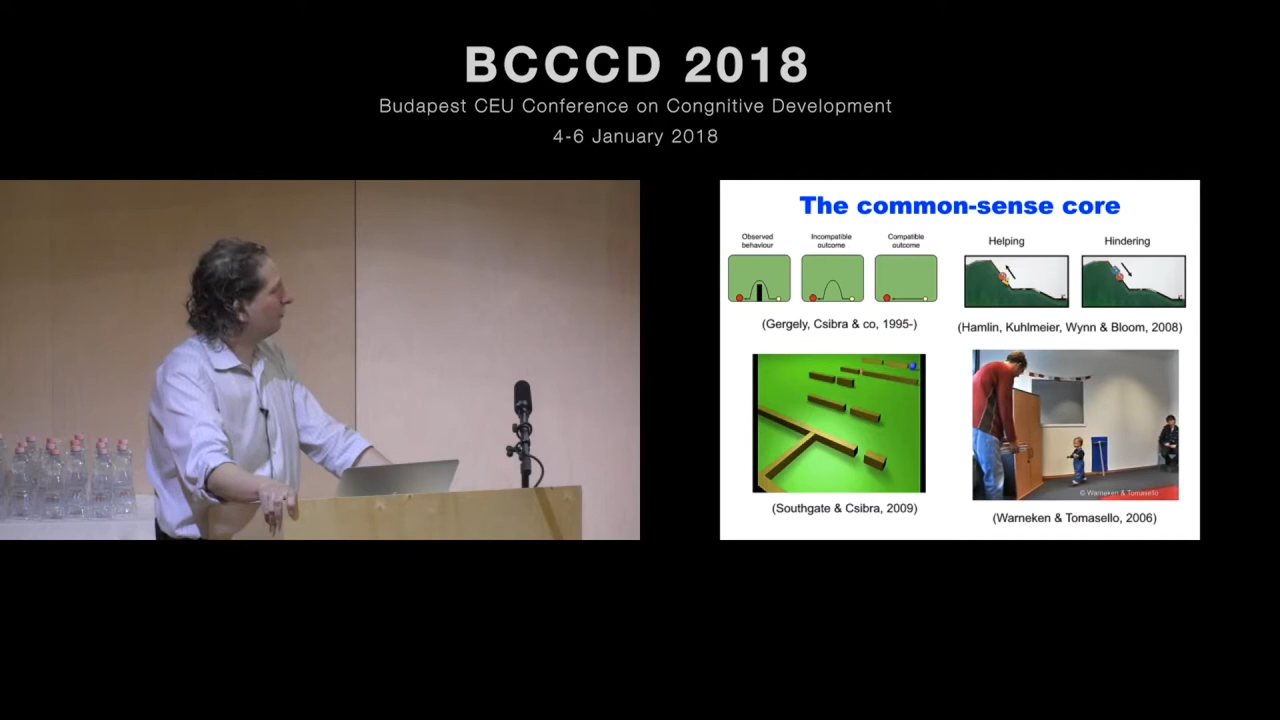 BCCCD 2018
Budapest CEU Conference on Congnitive Development
4-6 January 2018
The common-sense core
Observed
behaviour
Incompatible
outcome
Compatible
outcome
Helping
Hindering
(Gergely, Csibra & co, 1995-)
(Hamlin, Kuhlmeier, Wynn & Bloom, 2008)
© Warneken & Tomasello
(Southgate & Csibra, 2009)
(Warneken & Tomasello, 2006)